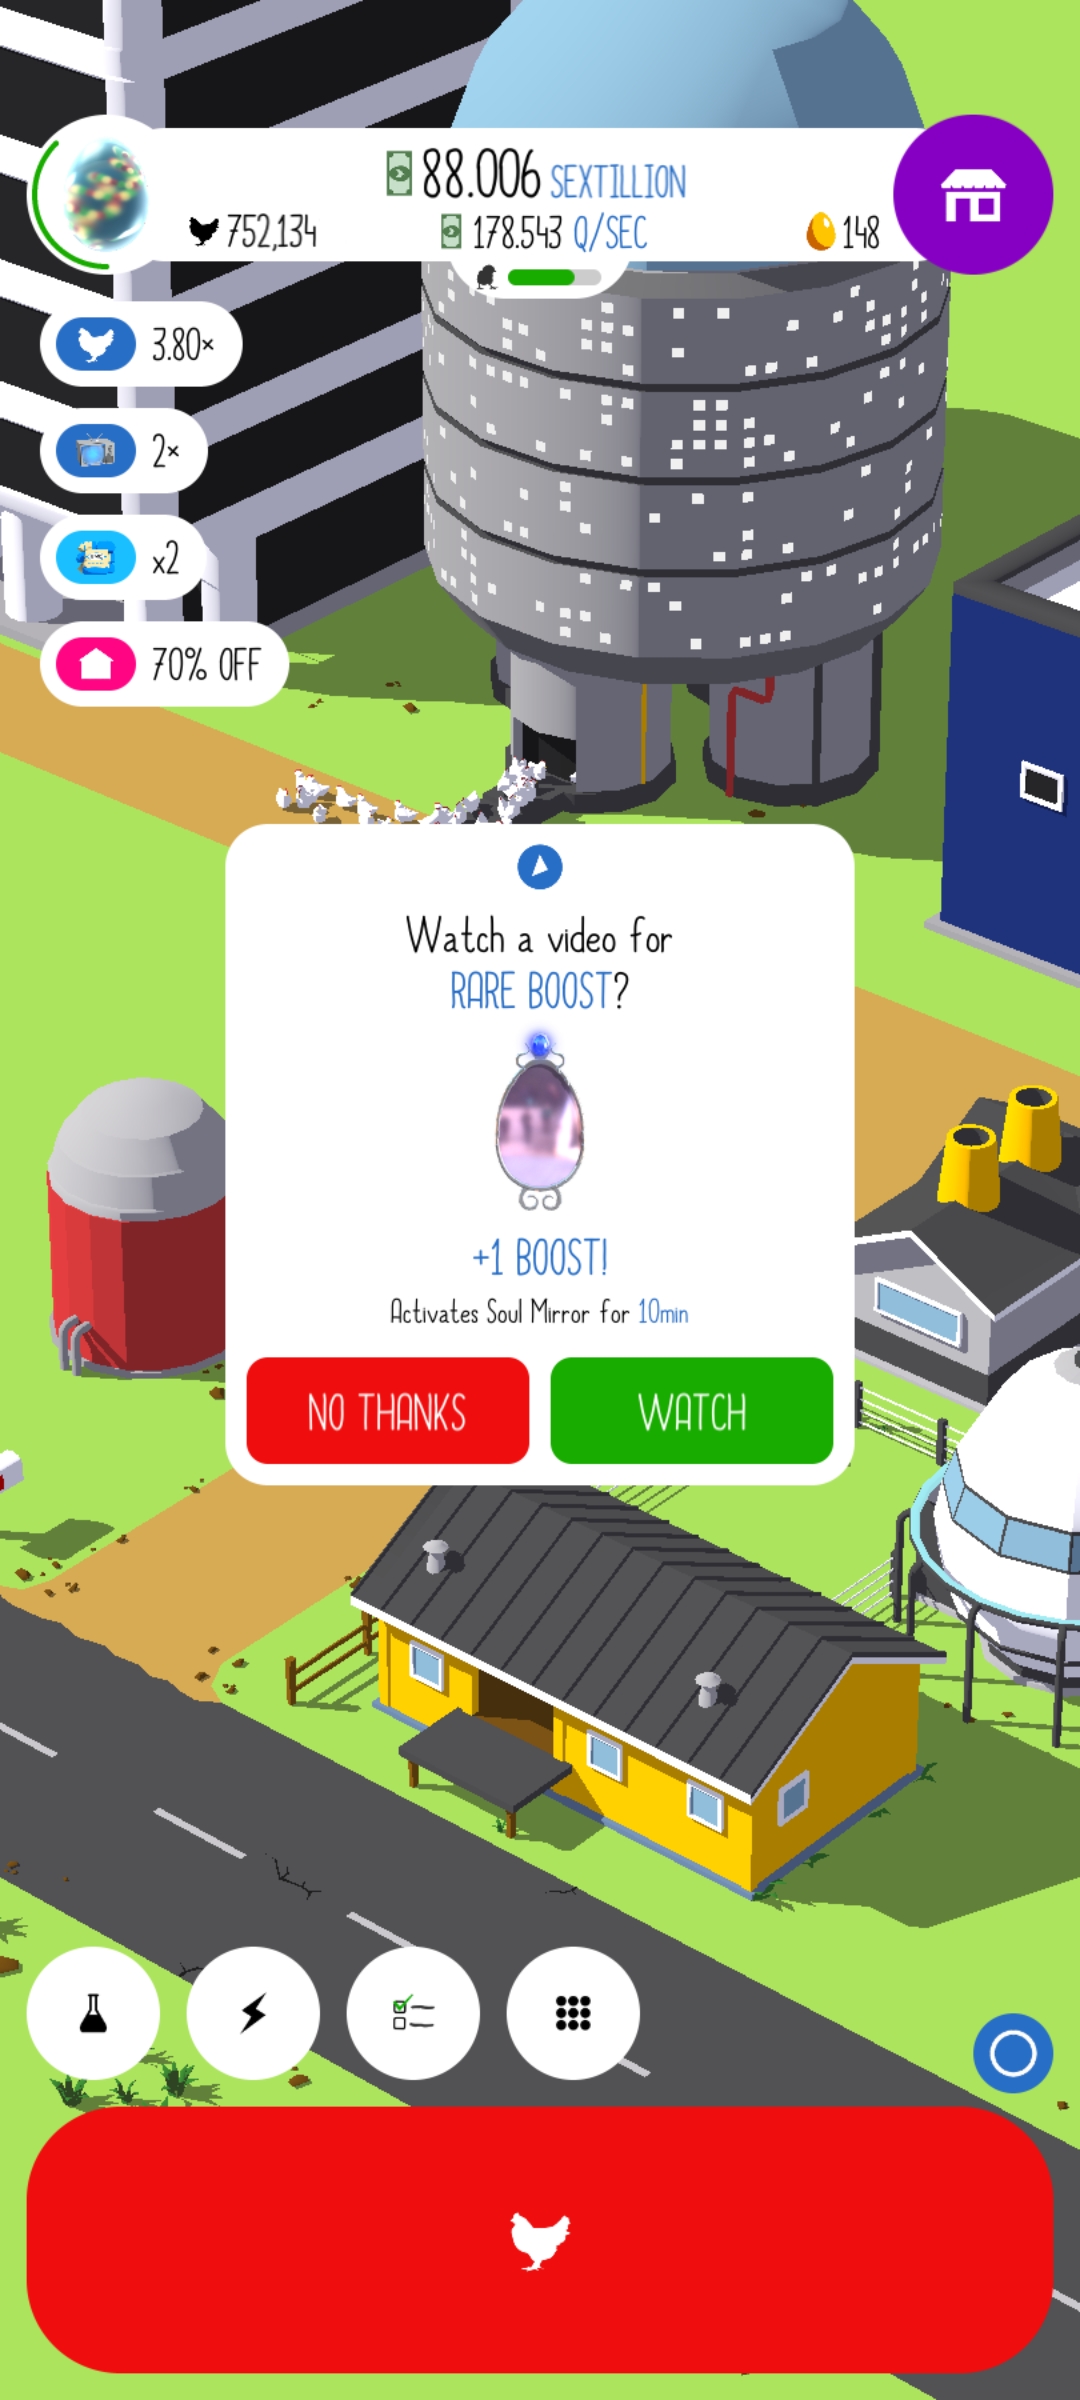 88.006 SEXTILLION
752,134
178.543 Q/SEC
148
3.80×
2×
x2
70% OFF
Watch a video for
RARE BOOST?
+1 BOOST!
Activates Soul Mirror for 10min
NO THANKS
WATCH